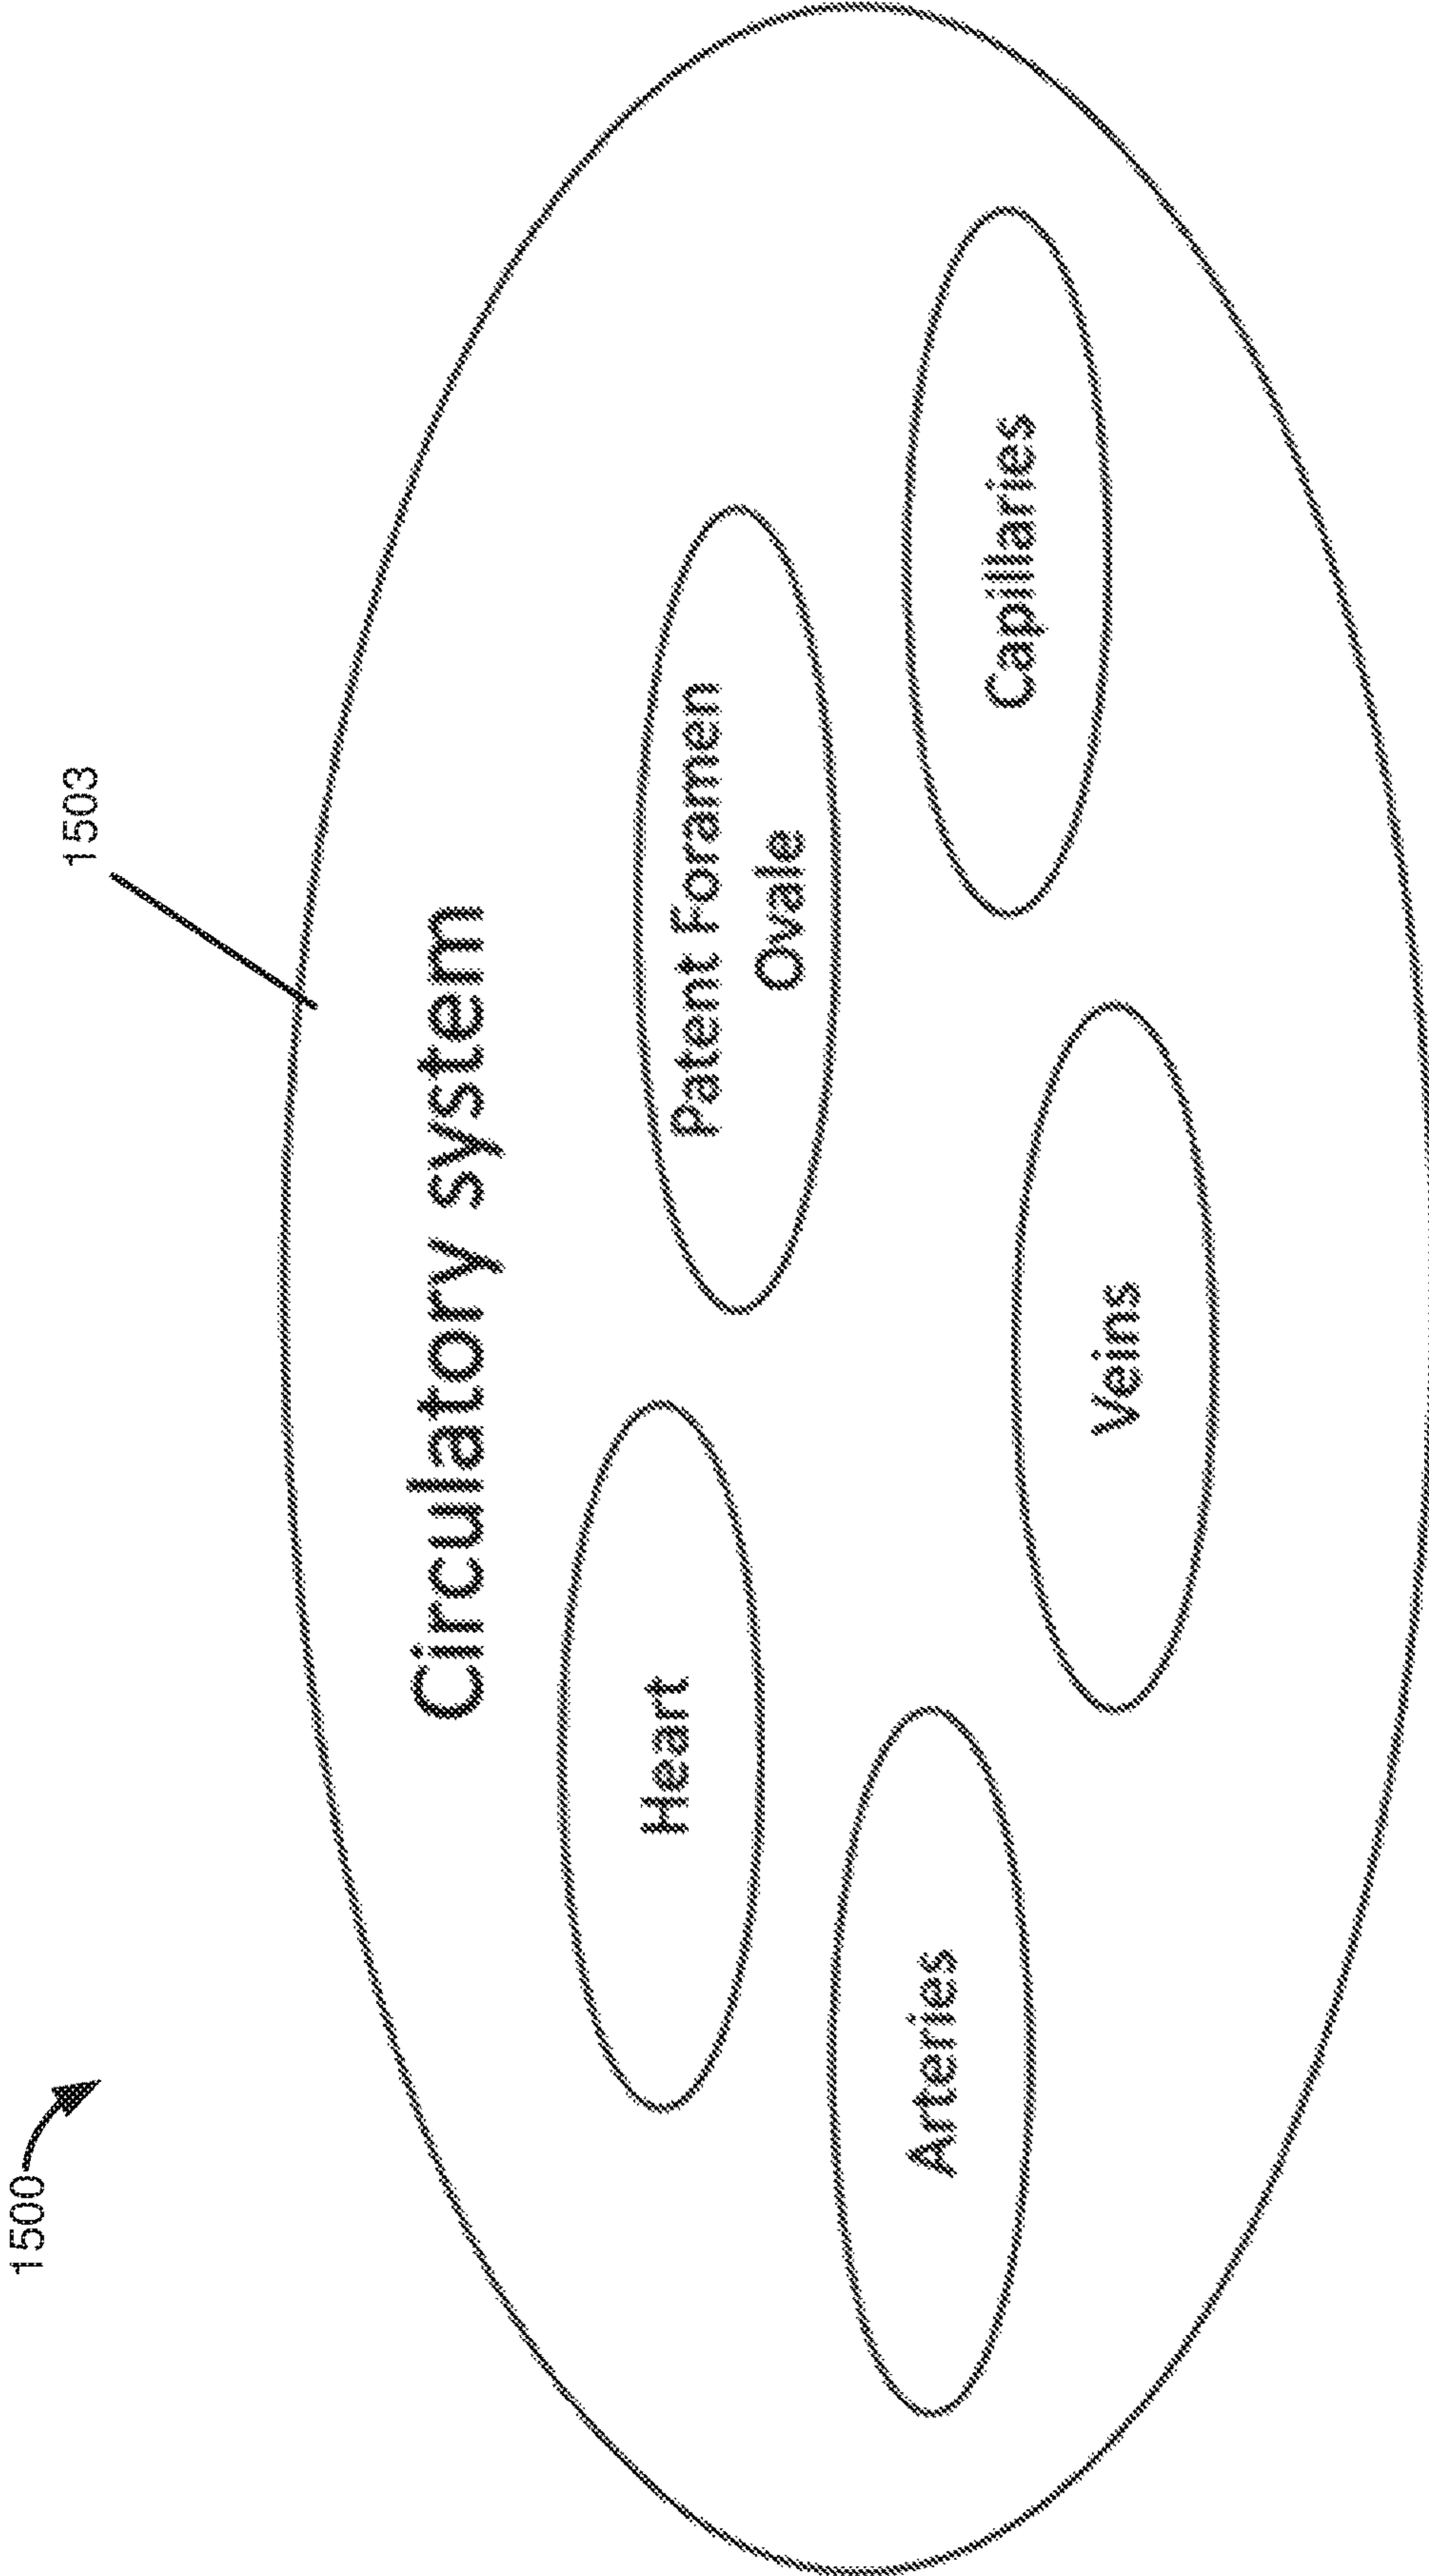 1500
1503
Circulatory system
Heart
Patent Foramen
Ovale
Arteries
Veins
Capillaries